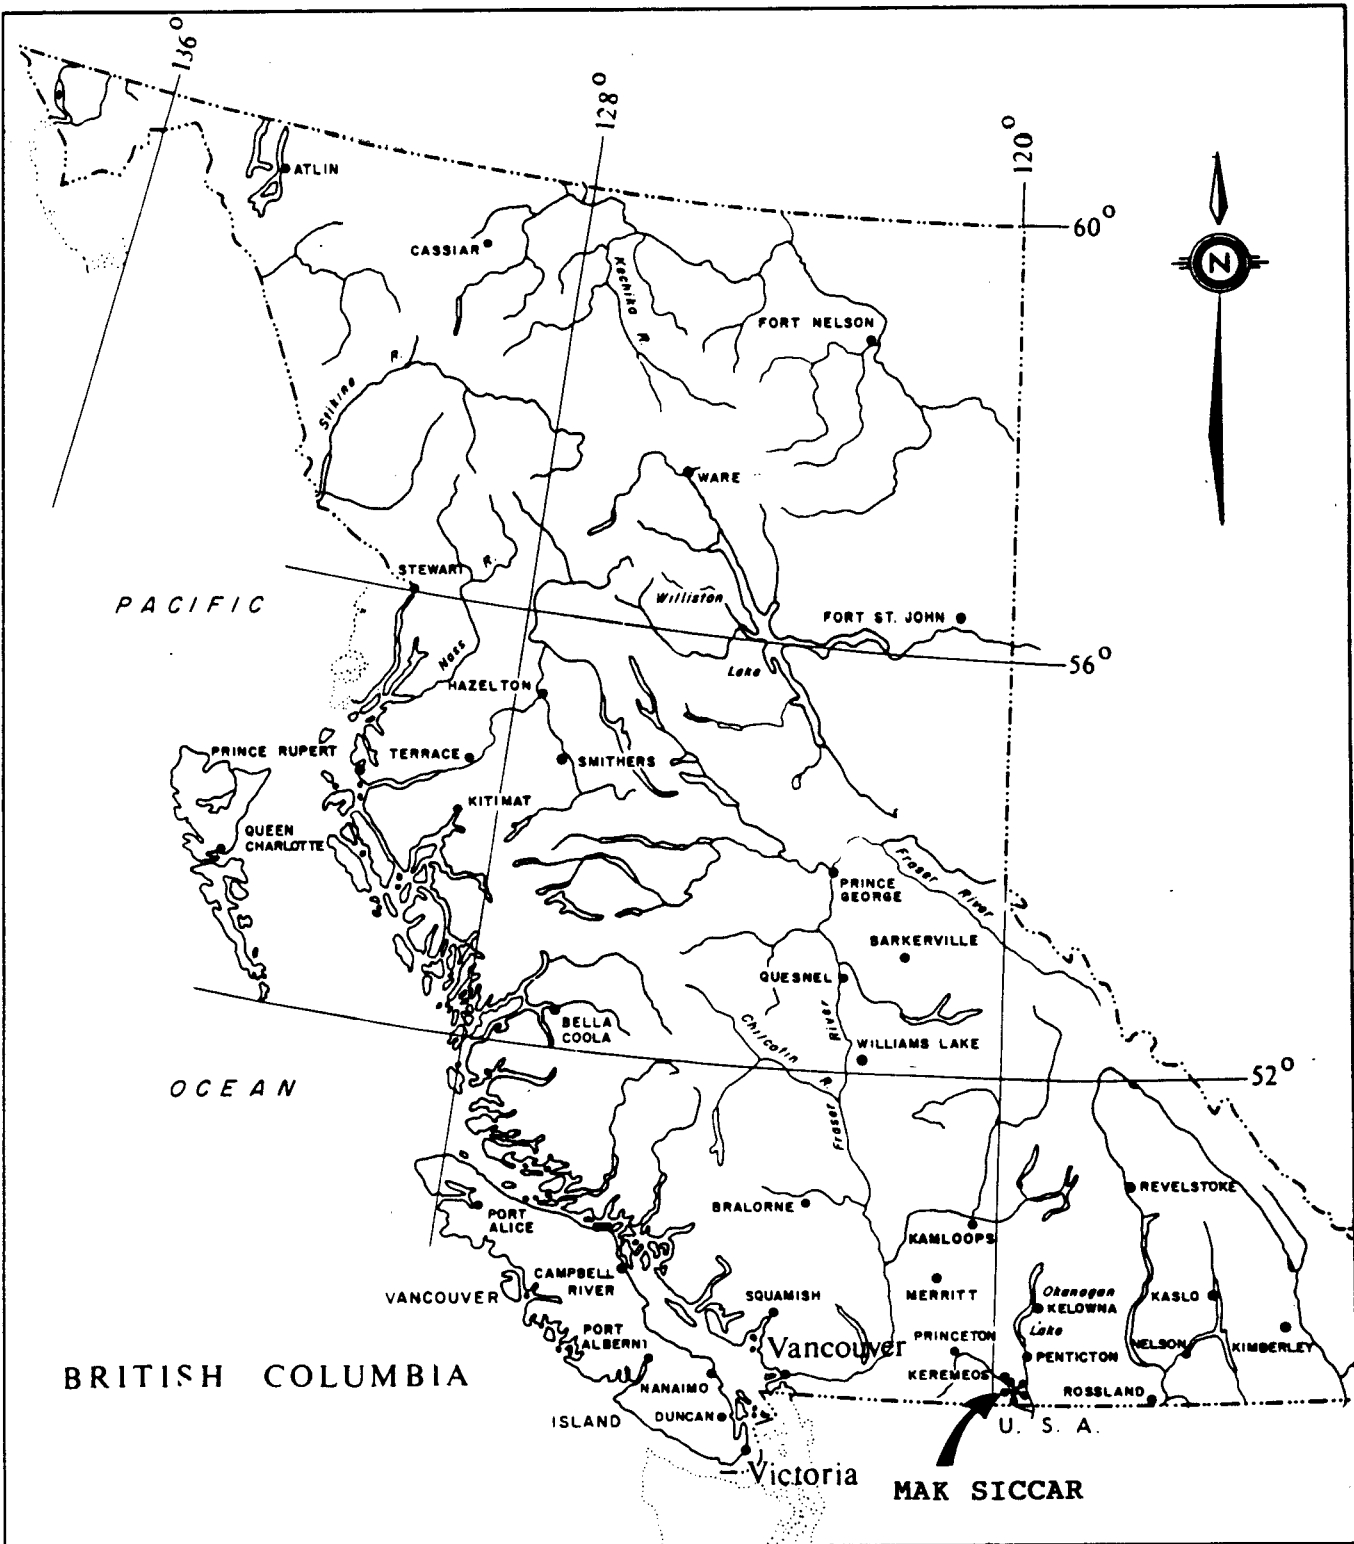 136°
128°
120°
ATLIN
60°
CASSIAR
N
Kechika R.
FORT NELSON
Stikine R.
WARE
STEWART
R.
PACIFIC
Williston
FORT ST. JOHN
Nass
Lake
56°
HAZELTON
PRINCE RUPERT
TERRACE
SMITHERS
KITIMAT
QUEEN
CHARLOTTE
Fraser River
PRINCE
GEORGE
BARKERVILLE
QUESNEL
BELLA
COOLA
Chilcotin R.
Fraser River
WILLIAMS LAKE
OCEAN
52°
REVELSTOKE
BRALORNE
PORT
ALICE
KAMLOOPS
CAMPBELL
RIVER
MERRITT
VANCOUVER
SQUAMISH
Okanagan
KELOWNA
KASLO
PORT
ALBERNI
PRINCETON
Lake
Vancouver
NELSON
KIMBERLEY
PENTICTON
BRITISH COLUMBIA
KEREMEOS
NANAIMO
ROSSLAND
ISLAND
DUNCAN
U. S. A.
Victoria
MAK SICCAR